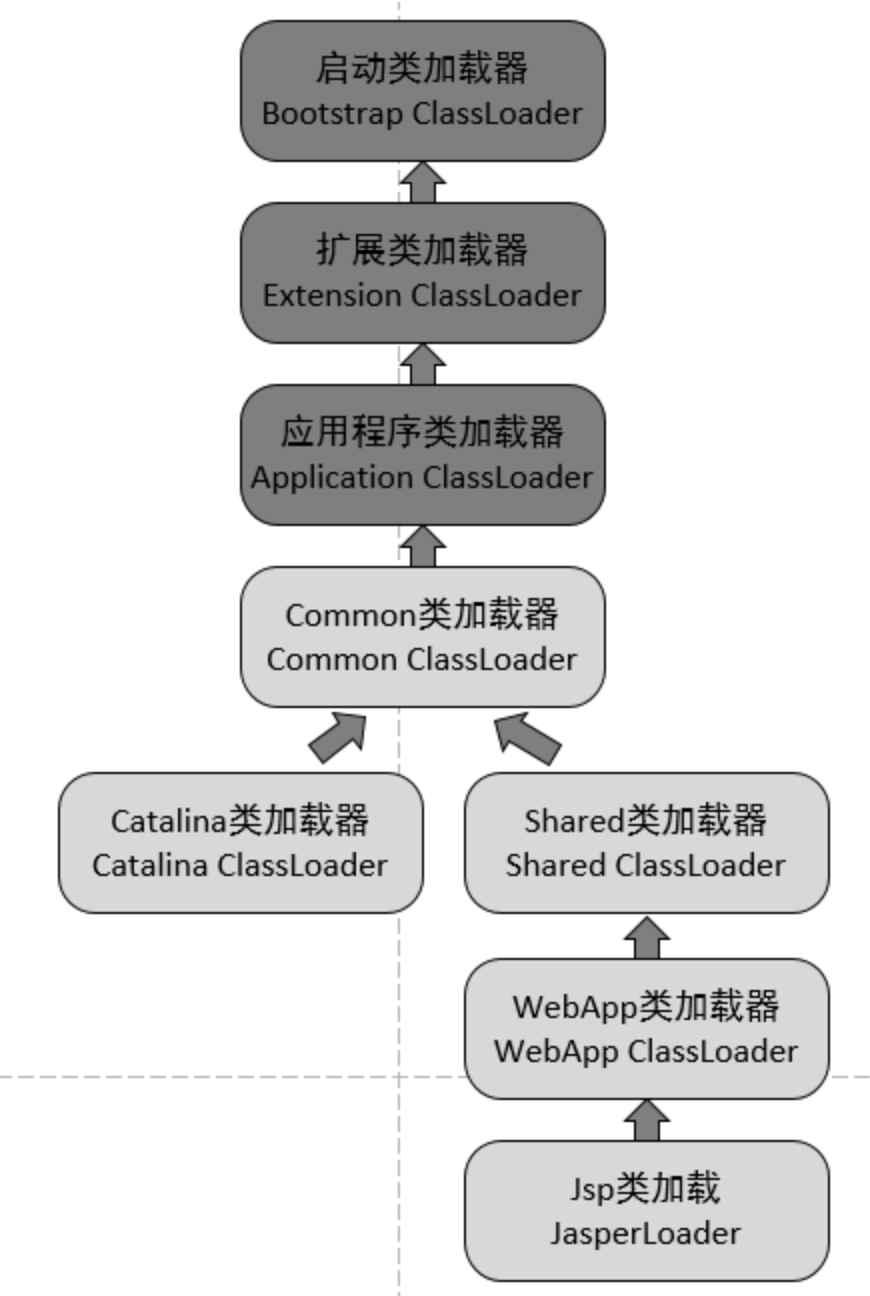 启动类加载器
Bootstrap ClassLoader
扩展类加载器
Extension ClassLoader
应用程序类加载器
Application ClassLoader
Common类加载器
Common ClassLoader
Catalina类加载器
Catalina ClassLoader
Shared类加载器
Shared ClassLoader
WebApp类加载器
WebApp ClassLoader
Jsp类加载
JasperLoader